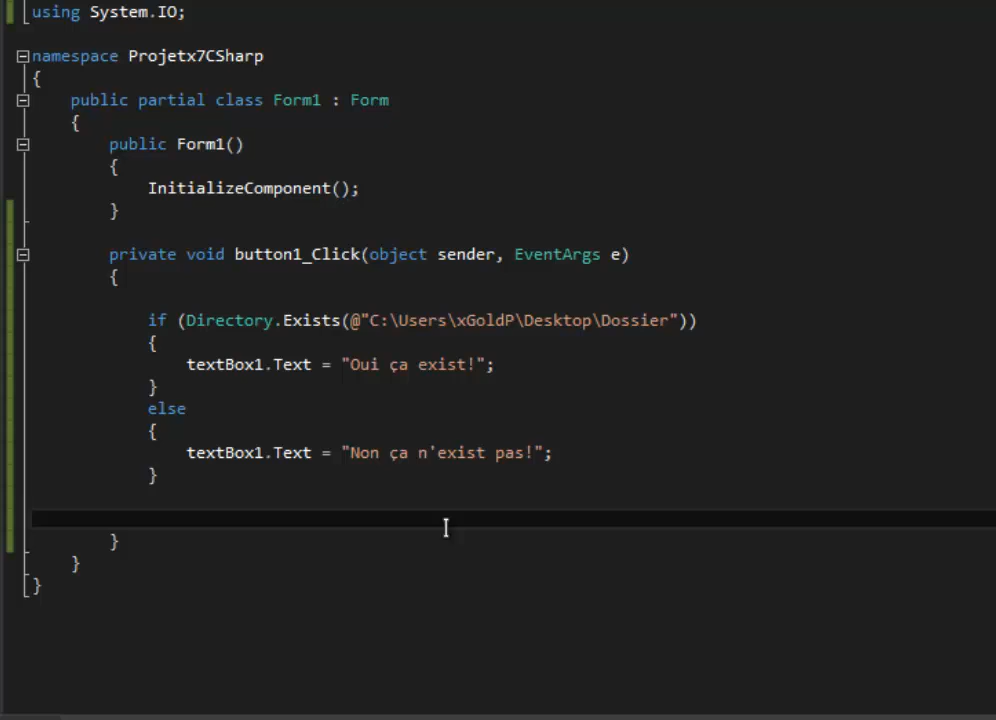 using System.IO;
namespace Projetx7CSharp
{
public partial class Form1 : Form
{
public Form1()
{
InitializeComponent();
}
private void button1_Click(object sender, EventArgs e)
{
if (Directory.Exists(@"C:\Users\xGoldP\Desktop\Dossier"))
{
textBox1.Text = "Oui ça exist!";
}
else
{
textBox1.Text = "Non ça n'exist pas!";
}
}
}
}